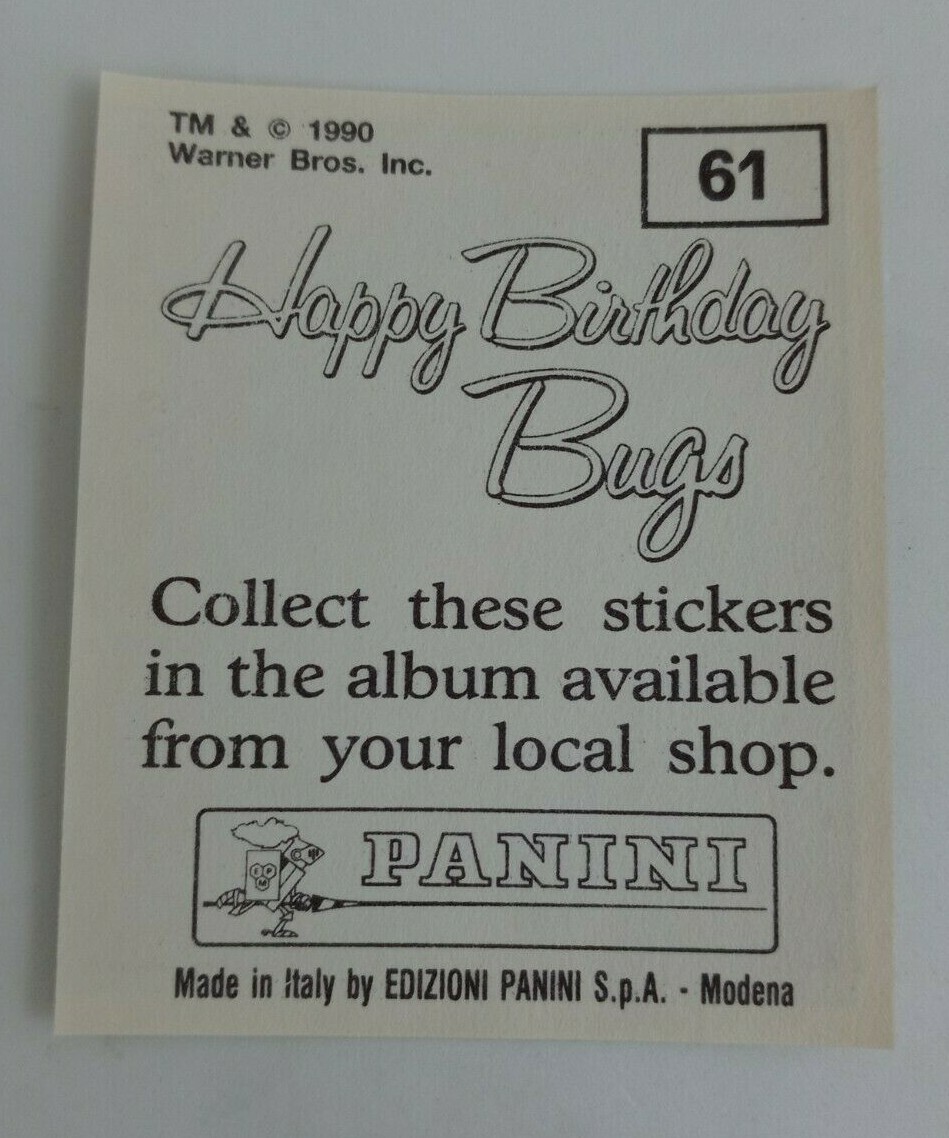 TM & © 1990
Warner Bros. Inc.
61
Happy Birthday
Bugs
Collect these stickers
in the album available
from your local shop.
PANINI
Made in Italy by EDIZIONI PANINI S.p.A. - Modena